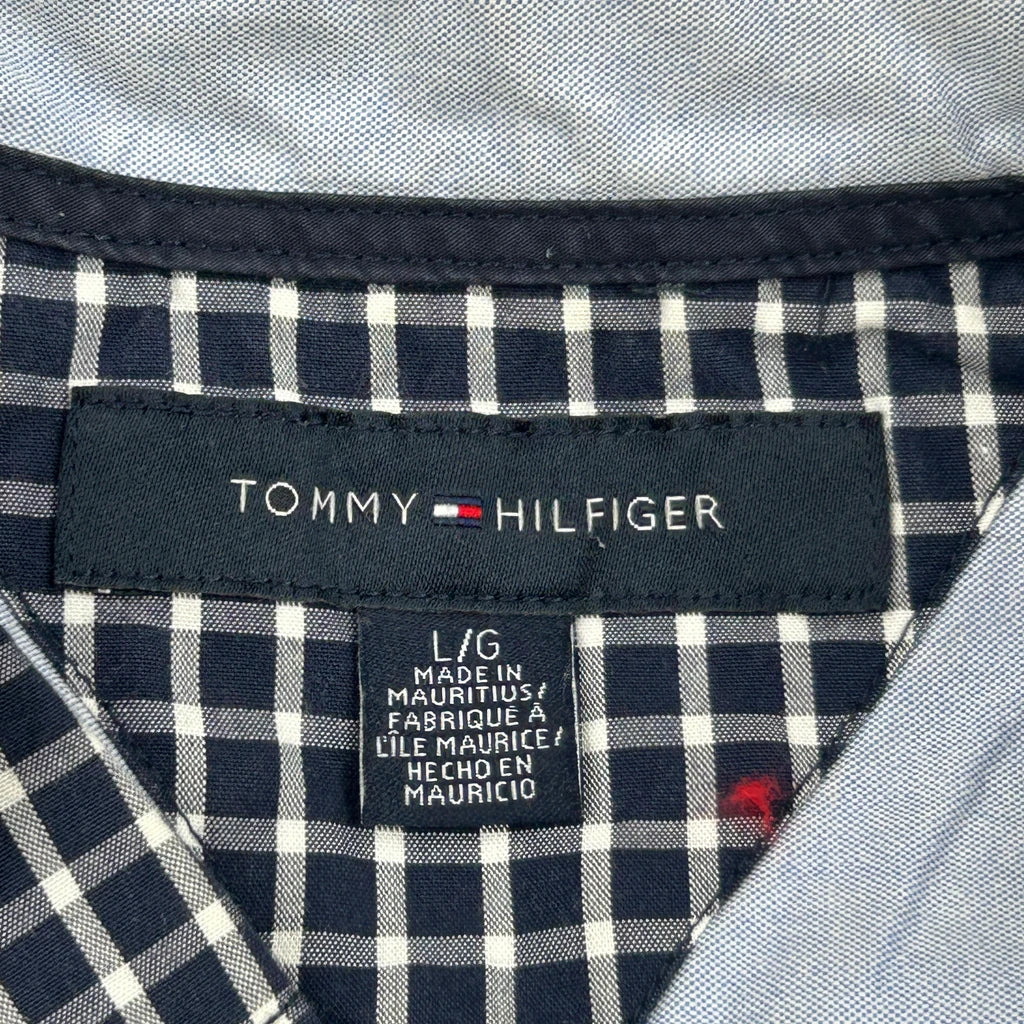 TOMMY HILFIGER
L/G
MADE IN
MAURITIUS/
FABRIQUÉ À
L'ÎLE MAURICE/
HECHO EN
MAURICIO